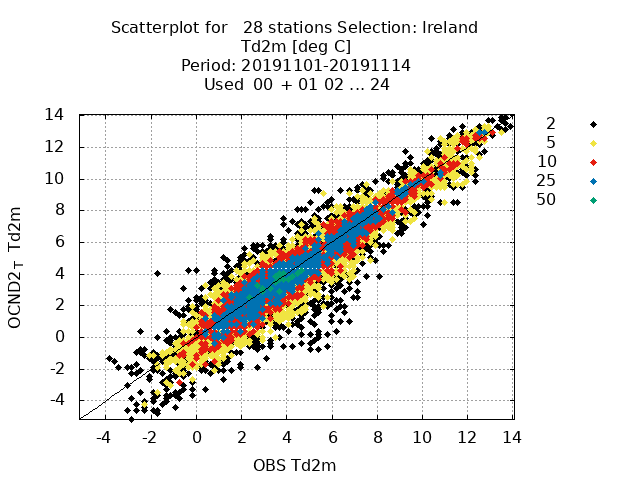 Scatterplot for   28 stations Selection: Ireland
Td2m [deg C]
Period: 20191101-20191114
Used  00 + 01 02 ... 24
14
12
10
8
6
4
2
0
-2
-4
OCND2_T  Td2m
-4 -2 0 2 4 6 8 10 12 14
OBS Td2m
2
5
10
25
50